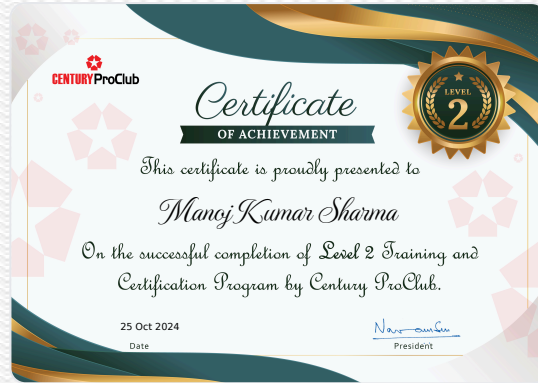 CENTURY ProClub
Certificate
OF ACHIEVEMENT
LEVEL
2
This certificate is proudly presented to
Manoj Kumar Sharma
On the successful completion of Level 2 Training and
Certification Program by Century ProClub.
25 Oct 2024
Date
President